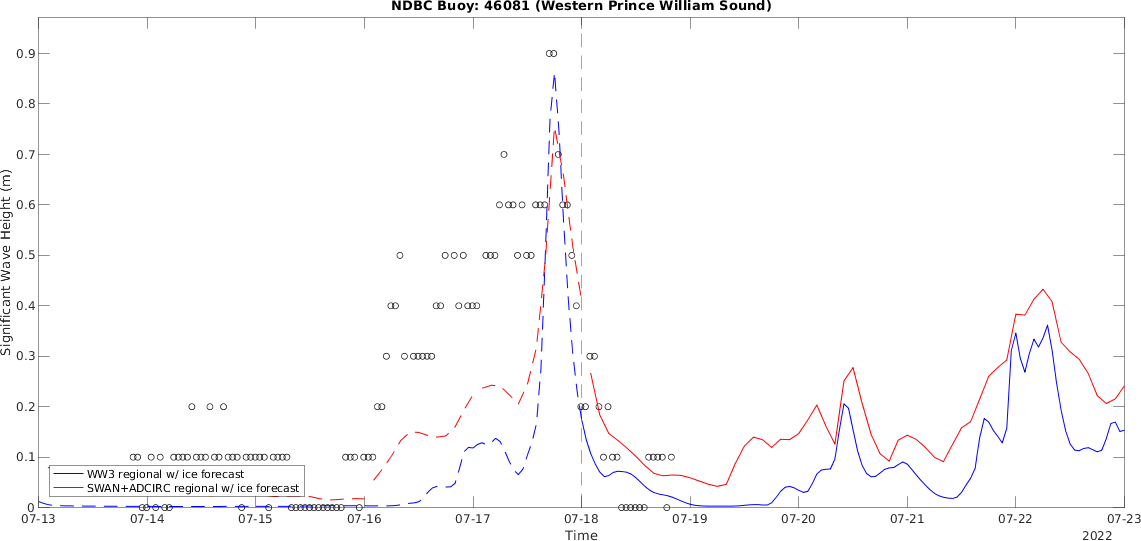 NDBC Buoy: 46081 (Western Prince William Sound)
Significant Wave Height (m)
0.9
0.8
0.7
0.6
0.5
0.4
0.3
0.2
0.1
0
WW3 regional w/ ice forecast
SWAN+ADCIRC regional w/ ice forecast
07-13 07-14 07-15 07-16 07-17 07-18 07-19 07-20 07-21 07-22 07-23
Time
2022